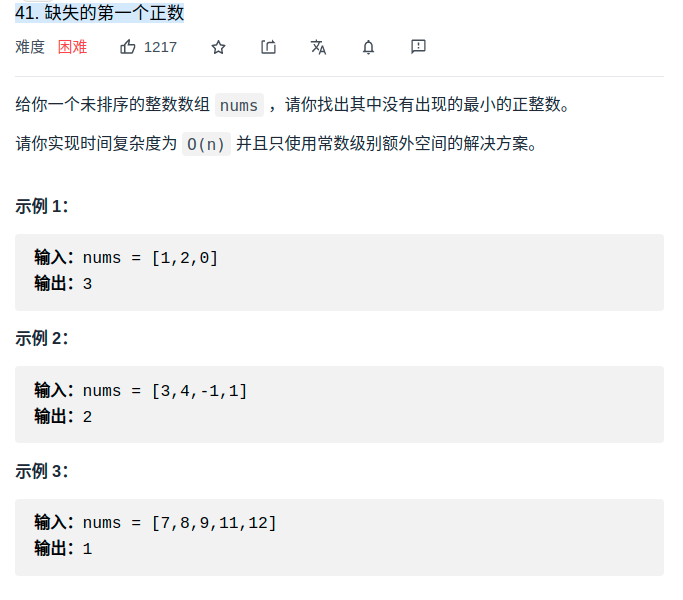 41. 缺失的第一个正数
难度 困难 1217
给你一个未排序的整数数组 nums ，请你找出其中没有出现的最小的正整数。
请你实现时间复杂度为 O(n) 并且只使用常数级别额外空间的解决方案。
示例 1：
输入：nums = [1,2,0]
输出：3
示例 2：
输入：nums = [3,4,-1,1]
输出：2
示例 3：
输入：nums = [7,8,9,11,12]
输出：1